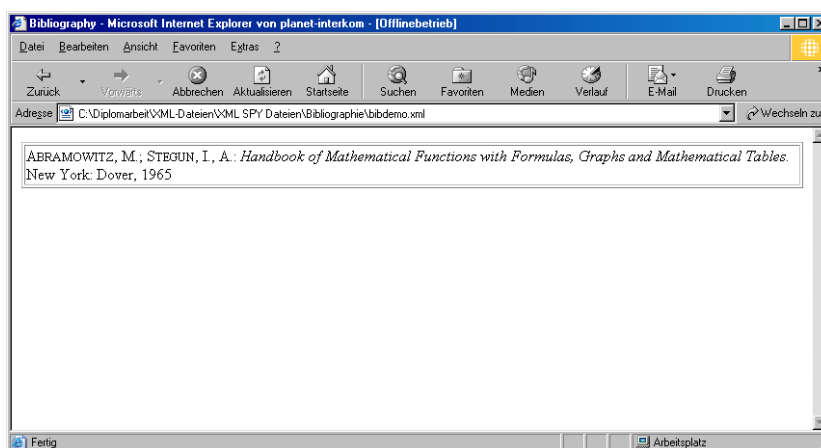 Bibliography - Microsoft Internet Explorer von planet-interkom - [Offlinebetrieb]
Datei Bearbeiten Ansicht Favoriten Extras ?
Zurück Vorwärts Abbrechen Aktualisieren Startseite Suchen Favoriten Medien Verlauf E-Mail Drucken
Adresse C:\Diplomarbeit\XML-Dateien\XML SPY Dateien\Bibliographie\bibdemo.xml Wechseln zu
ABRAMOWITZ, M.; STEGUN, I., A.: Handbook of Mathematical Functions with Formulas, Graphs and Mathematical Tables.
New York: Dover, 1965
Fertig Arbeitsplatz